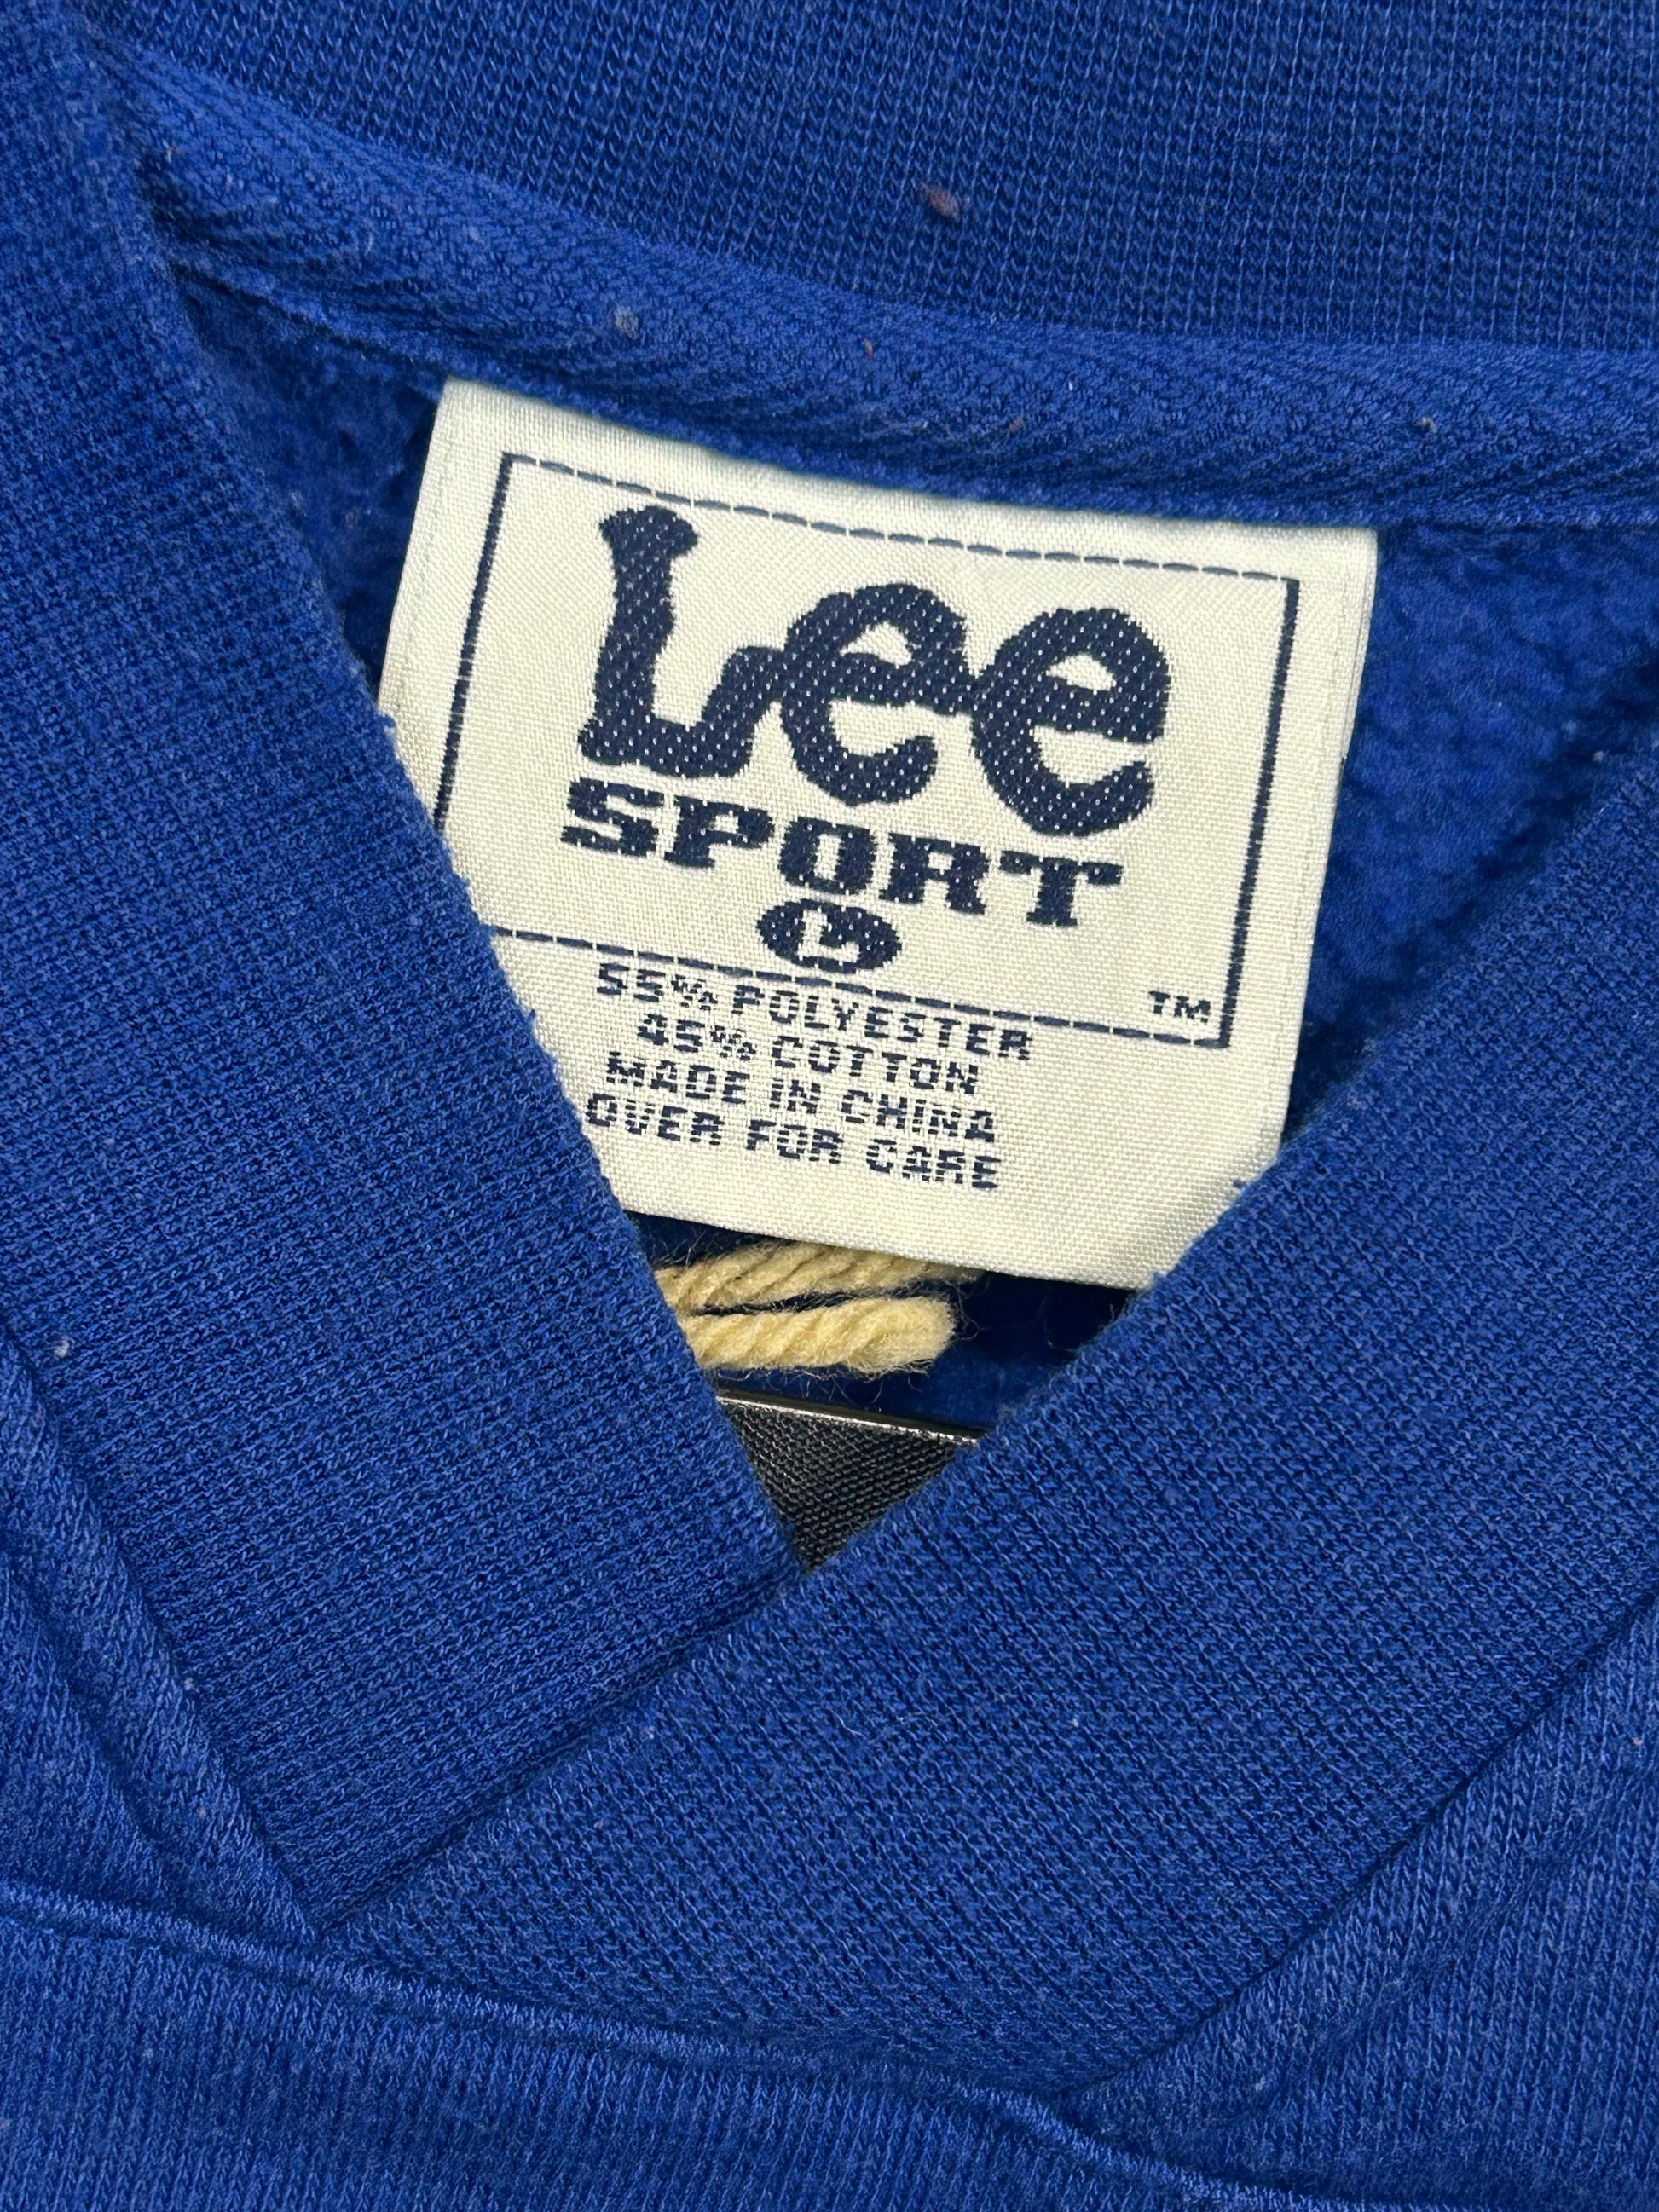 Lee
SPORT
L
TM
55% POLYESTER
45% COTTON
MADE IN CHINA
OVER FOR CARE